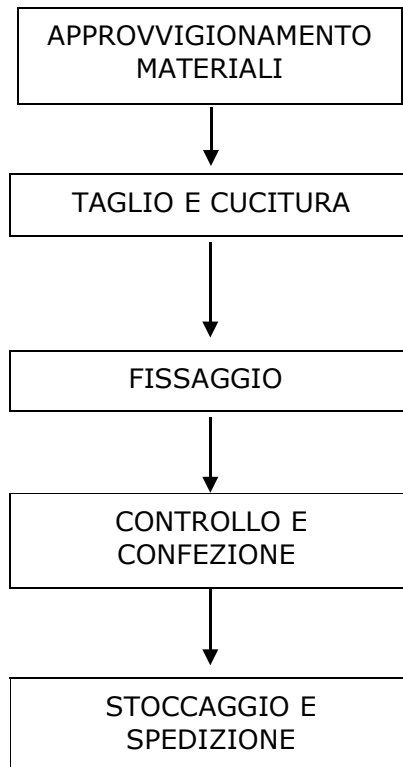 APPROVVIGIONAMENTO
MATERIALI
TAGLIO E CUCITURA
FISSAGGIO
CONTROLLO E
CONFEZIONE
STOCCAGGIO E
SPEDIZIONE